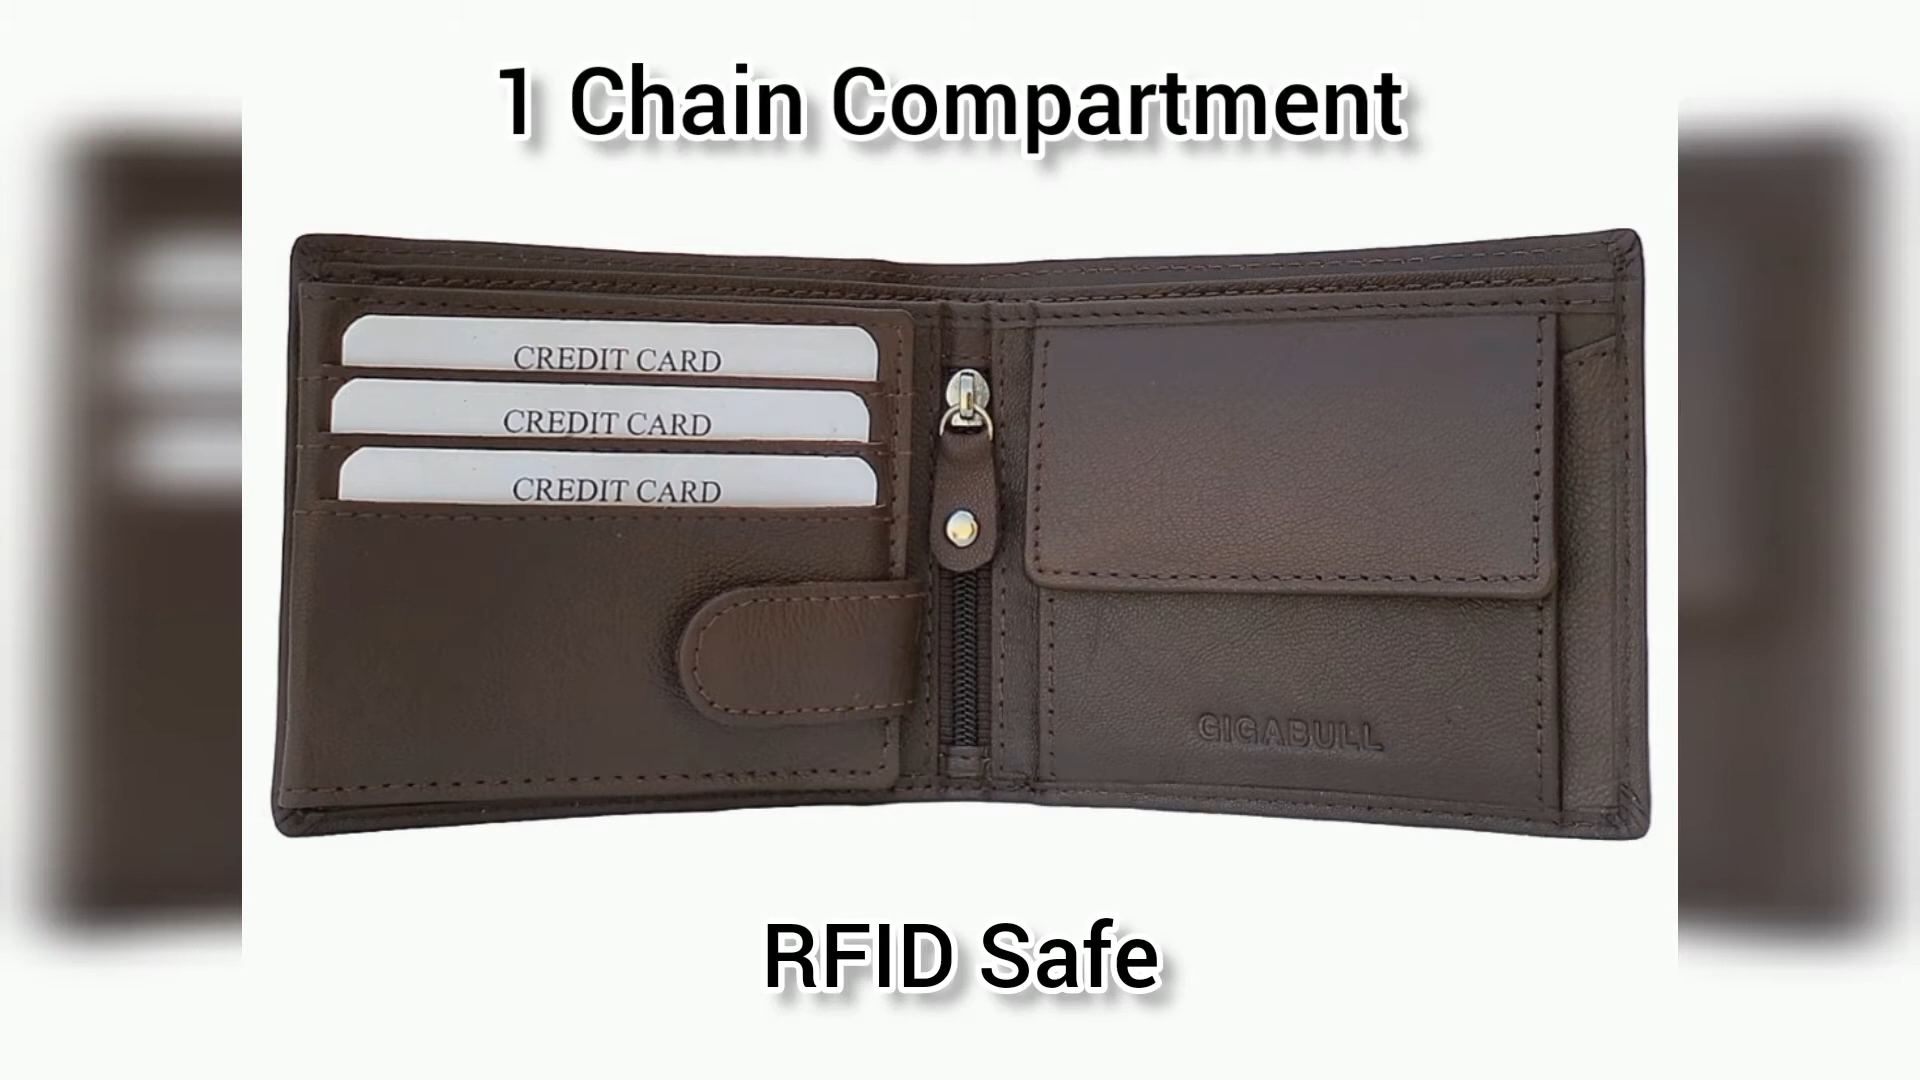 1 Chain Compartment
CREDIT CARD
CREDIT CARD
CREDIT CARD
GIGABULL
RFID Safe